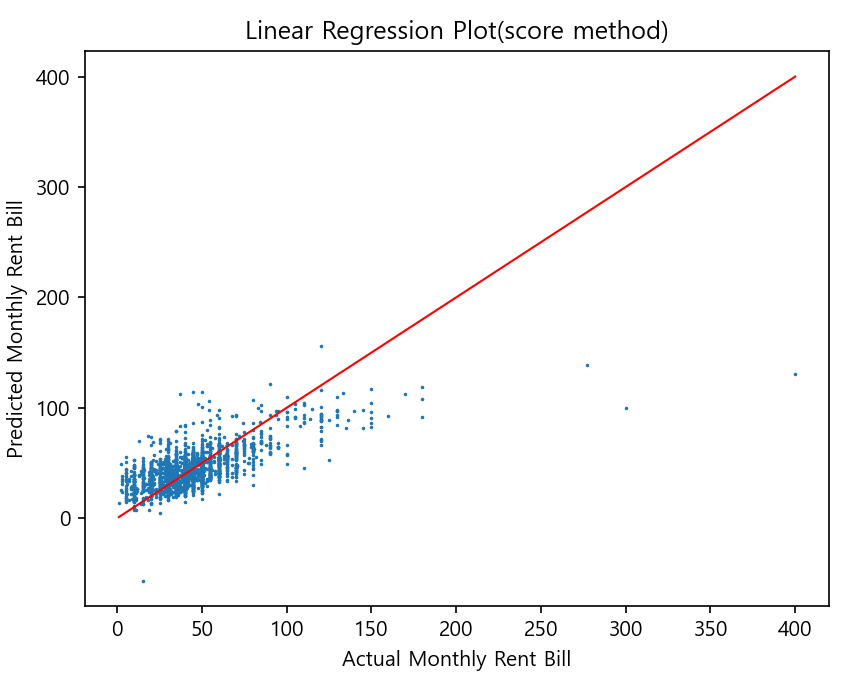 Linear Regression Plot(score method)
400
300
200
100
0
Predicted Monthly Rent Bill
0 50 100 150 200 250 300 350 400
Actual Monthly Rent Bill